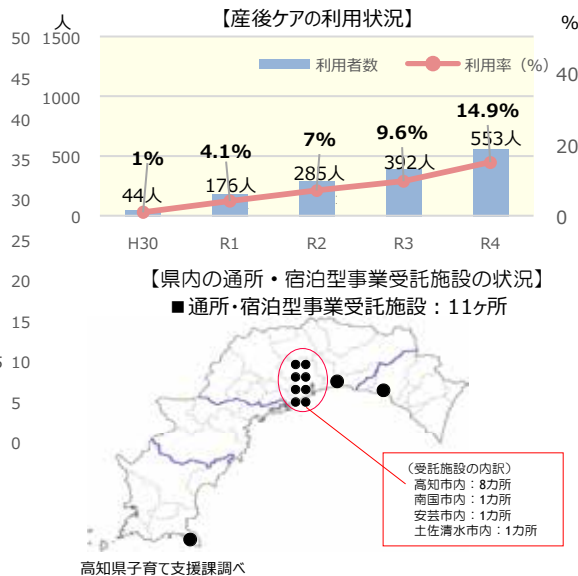 【産後ケアの利用状況】
人
%
50
45
40
35
30
25
20
15
10
5
0
5
1500
1000
500
0
利用者数
利用率（%）
1%
4.1%
7%
9.6%
14.9%
44人
176人
285人
392人
553人
40
20
0
H30
R1
R2
R3
R4
【県内の通所・宿泊型事業受託施設の状況】
■通所・宿泊型事業受託施設：11ヶ所
（受託施設の内訳）
高知市内：8カ所
南国市内：1カ所
安芸市内：1カ所
土佐清水市内：1カ所
高知県子育て支援課調べ